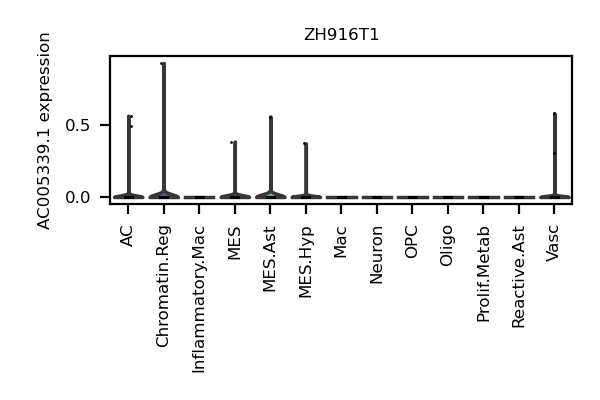 ZH916T1
AC005339.1 expression
0.5
0.0
AC
Chromatin.Reg
Inflammatory.Mac
MES
MES.Ast
MES.Hyp
Mac
Neuron
OPC
Oligo
Prolif.Metab
Reactive.Ast
Vasc